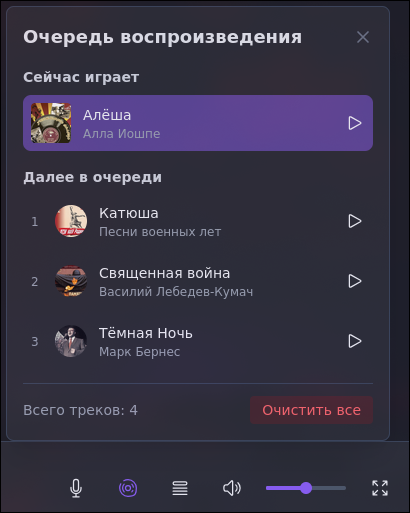 Очередь воспроизведения
Сейчас играет
Алёша
Алла Иошпе
Далее в очереди
1
Катюша
Песни военных лет
2
Священная война
Василий Лебедев-Кумач
3
Тёмная Ночь
Марк Бернес
Всего треков: 4
Очистить все